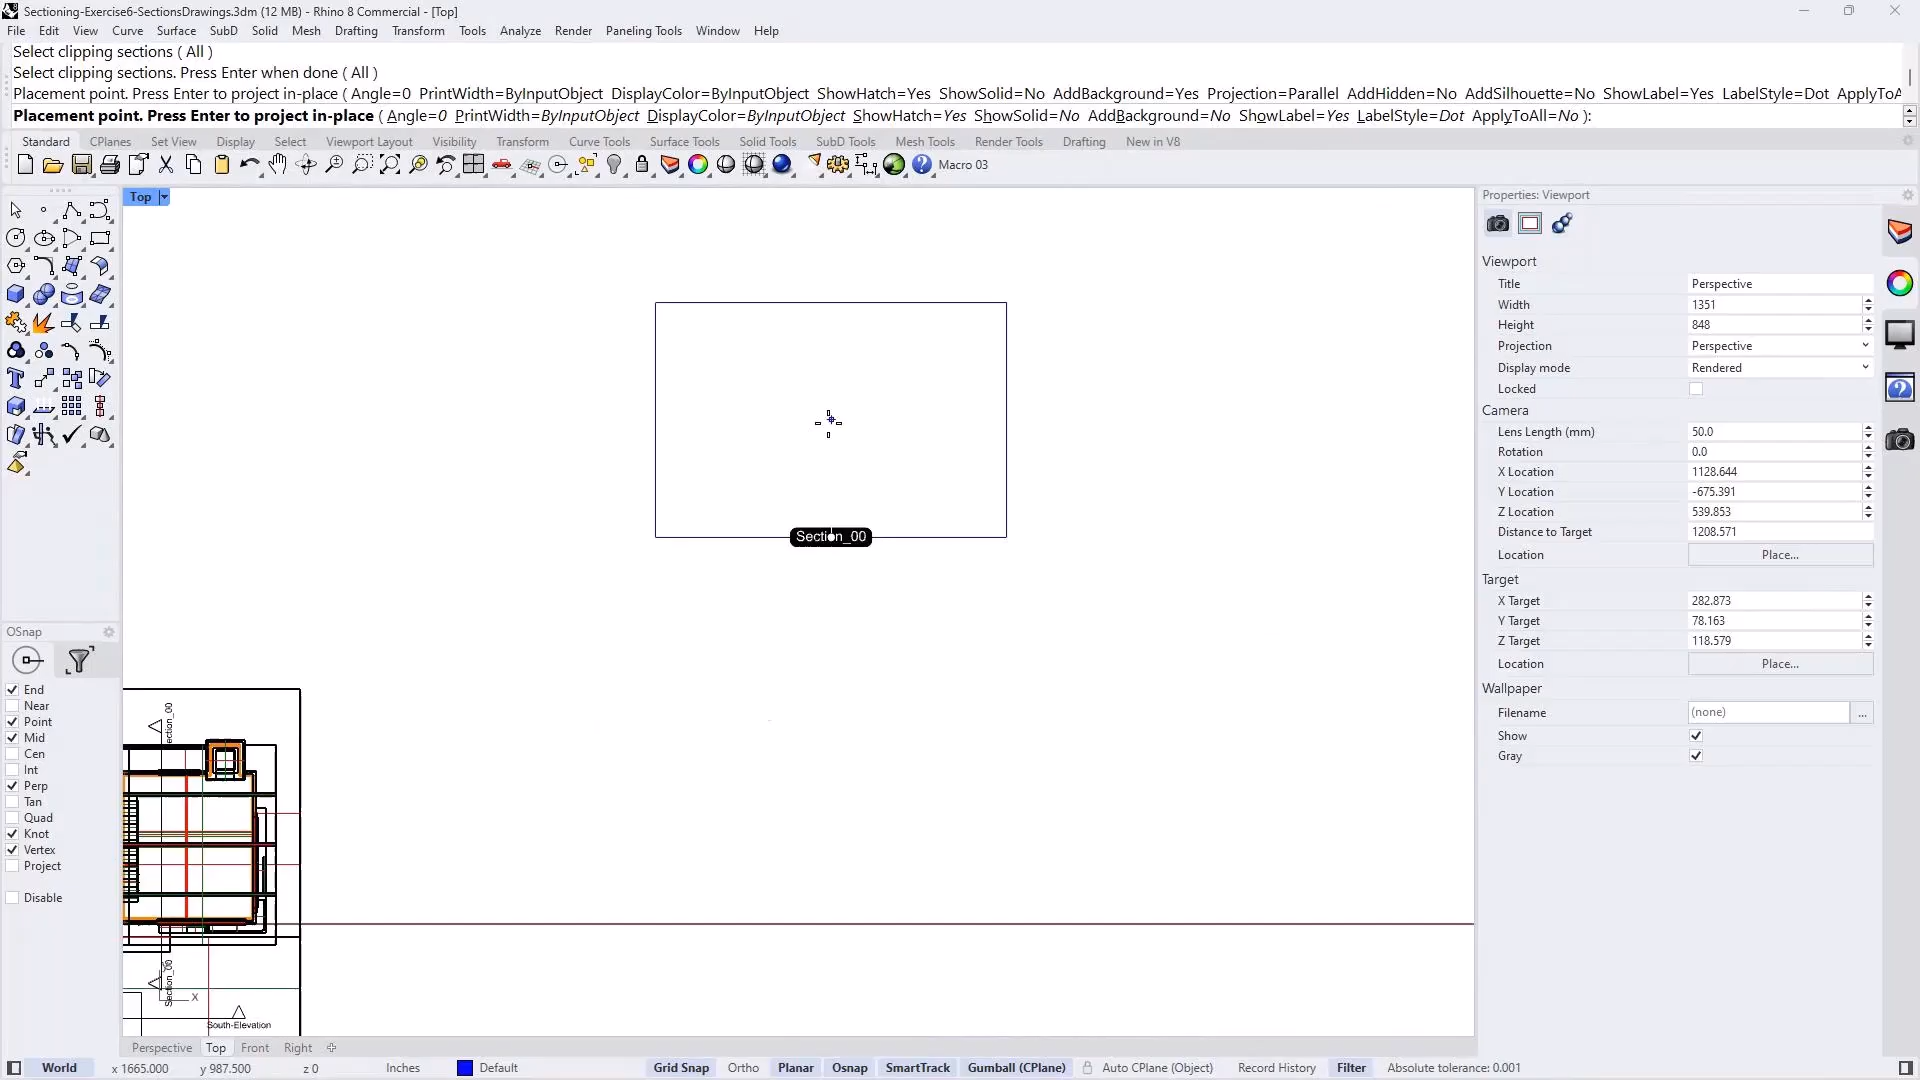 Sectioning-Exercise6-SectionsDrawings.3dm (12 MB) - Rhino 8 Commercial - [Top]
File Edit View Curve Surface SubD Solid Mesh Drafting Transform Tools Analyze Render Paneling Tools Window Help
Select clipping sections ( All )
Select clipping sections. Press Enter when done ( All )
Placement point. Press Enter to project in-place ( Angle=0 PrintWidth=ByInputObject DisplayColor=ByInputObject ShowHatch=Yes ShowSolid=No AddBackground=Yes Projection=Parallel AddHidden=No AddSilhouette=No ShowLabel=Yes LabelStyle=Dot ApplyToA
Placement point. Press Enter to project in-place ( Angle=0 PrintWidth=ByInputObject DisplayColor=ByInputObject ShowHatch=Yes ShowSolid=No AddBackground=No ShowLabel=Yes LabelStyle=Dot ApplyToAll=No ):
Standard CPlanes Set View Display Select Viewport Layout Visibility Transform Curve Tools Surface Tools Solid Tools SubD Tools Mesh Tools Render Tools Drafting New in V8
Macro 03
Top
Section_00
Section_00
Section_00
South-Elevation
X
Properties: Viewport
Viewport
Title Perspective
Width 1351
Height 848
Projection Perspective
Display mode Rendered
Locked
Camera
Lens Length (mm) 50.0
Rotation 0.0
X Location 1128.644
Y Location -675.391
Z Location 539.853
Distance to Target 1208.571
Location Place...
Target
X Target 282.873
Y Target 78.163
Z Target 118.579
Location Place...
Wallpaper
Filename (none) ...
Show
Gray
OSnap
End
Near
Point
Mid
Cen
Int
Perp
Tan
Quad
Knot
Vertex
Project
Disable
Perspective Top Front Right
World x 1665.000 y 987.500 z 0 Inches Default Grid Snap Ortho Planar Osnap SmartTrack Gumball (CPlane) Auto CPlane (Object) Record History Filter Absolute tolerance: 0.001